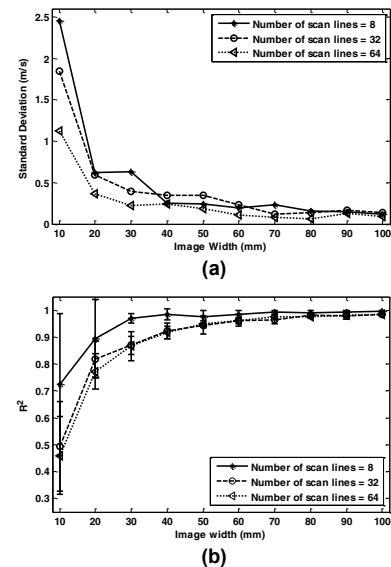 Number of scan lines = 8
Number of scan lines = 32
Number of scan lines = 64
Standard Deviation (m/s)
2.5
2
1.5
1
0.5
0
10 20 30 40 50 60 70 80 90 100
Image Width (mm)
(a)
R2
1
0.9
0.8
0.7
0.6
0.5
0.4
0.3
Number of scan lines = 8
Number of scan lines = 32
Number of scan lines = 64
10 20 30 40 50 60 70 80 90 100
Image width (mm)
(b)